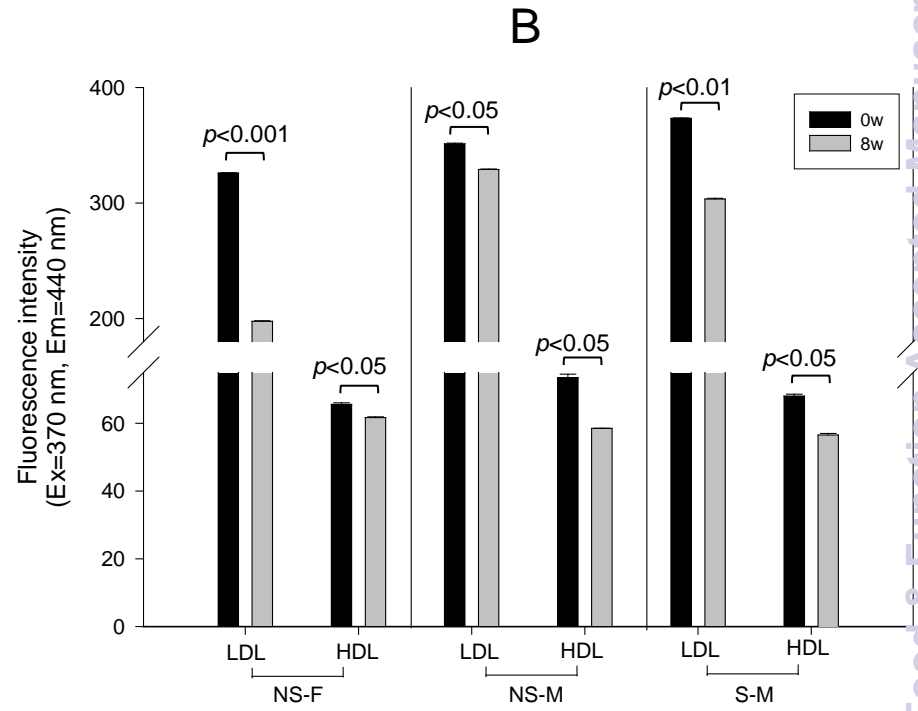 B
Fluorescence intensity
(Ex=370 nm, Em=440 nm)
400
300
200
60
40
20
0
p<0.001
p<0.05
p<0.05
p<0.05
p<0.01
p<0.05
0w
8w
LDL HDL LDL HDL LDL HDL
NS-F NS-M S-M